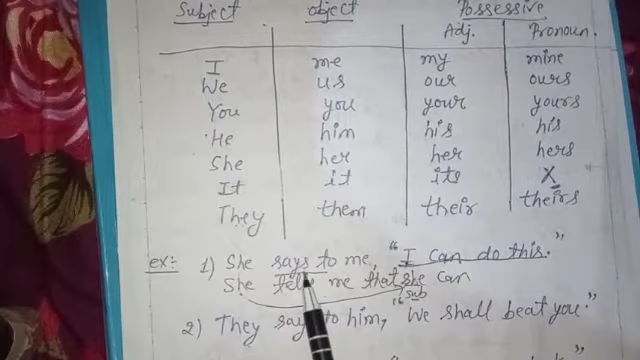 Subject object Possessive
Adj. Pronoun.
I me my mine
We us our ours
You you your yours
He him his his
She her her hers
It it its X
They them their theirs
ex:- 1) She says to me, "I can do this."
She tells me that she can
"Sub
2) They say to him, "We shall beat you."